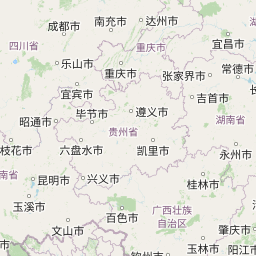 成都市
南充市
达州市
宜昌市
四川省
重庆市
常德市
乐山市
重庆市
张家界市
宜宾市
吉首市
长
毕节市
遵义市
昭通市
湖南省
贵州省
枝花市
六盘水市
凯里市
永州市
南省
昆明市
兴义市
桂林市
玉溪市
百色市
广西壮族
自治区
肇庆市
文山市
钦州市
玉林市
阳江市